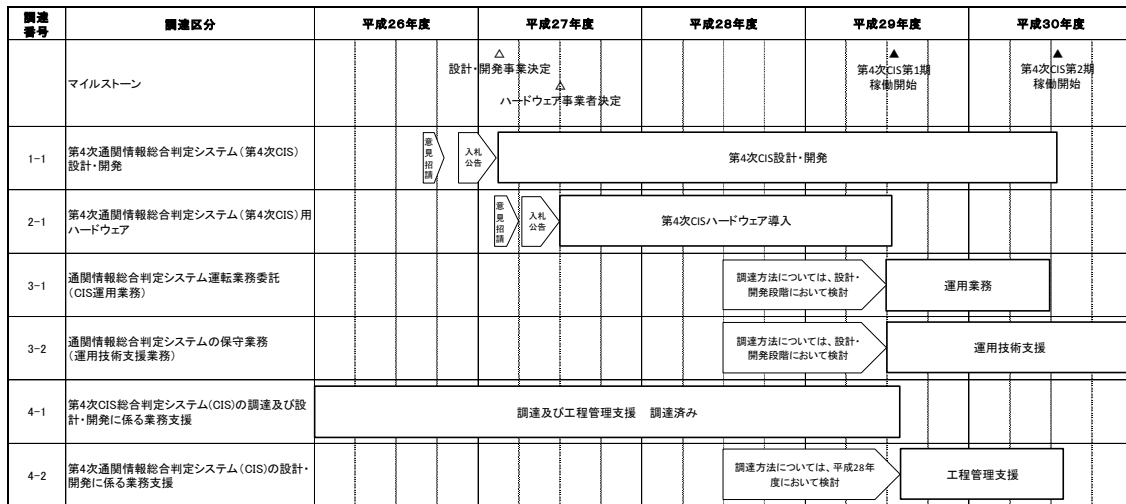 調達
番号
調達区分
平成26年度
平成27年度
平成28年度
平成29年度
平成30年度
マイルストーン
△
設計・開発事業決定
△
ハードウェア事業者決定
▲
第4次CIS第1期
稼働開始
▲
第4次CIS第2期
稼働開始
1-1
第4次通関情報総合判定システム(第4次CIS)
設計・開発
意見招請
入札
公告
第4次CIS設計・開発
2-1
第4次通関情報総合判定システム(第4次CIS)用
ハードウェア
意見招請
入札
公告
第4次CISハードウェア導入
3-1
通関情報総合判定システム運転業務委託
(CIS運用業務)
調達方法については、設計・
開発段階において検討
運用業務
3-2
通関情報総合判定システムの保守業務
(運用技術支援業務)
調達方法については、設計・
開発段階において検討
運用技術支援
4-1
第4次CIS総合判定システム(CIS)の調達及び設
計・開発に係る業務支援
調達及び工程管理支援 調達済み
4-2
第4次通関情報総合判定システム(CIS)の設計・
開発に係る業務支援
調達方法については、平成28年
度において検討
工程管理支援